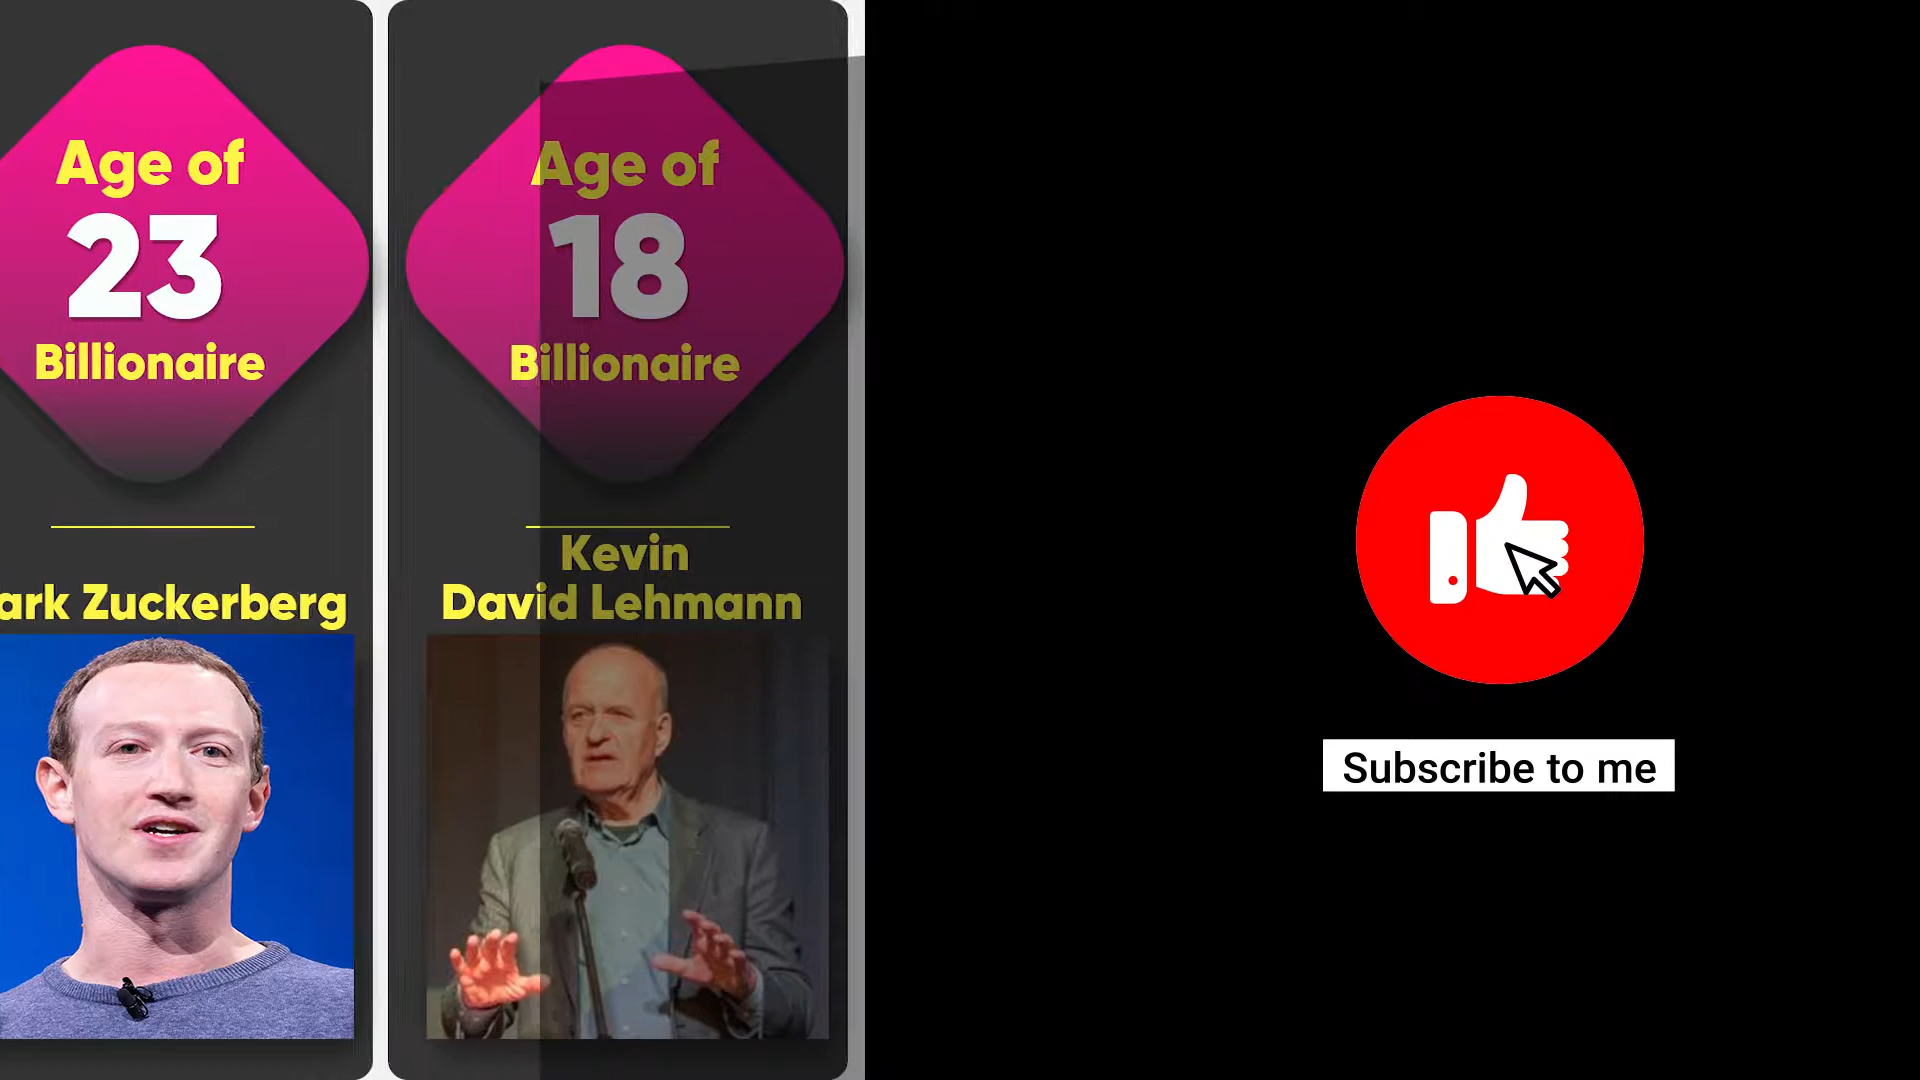 Age of
23
Billionaire
ark Zuckerberg
Age of
18
Billionaire
Kevin
David Lehmann
Subscribe to me